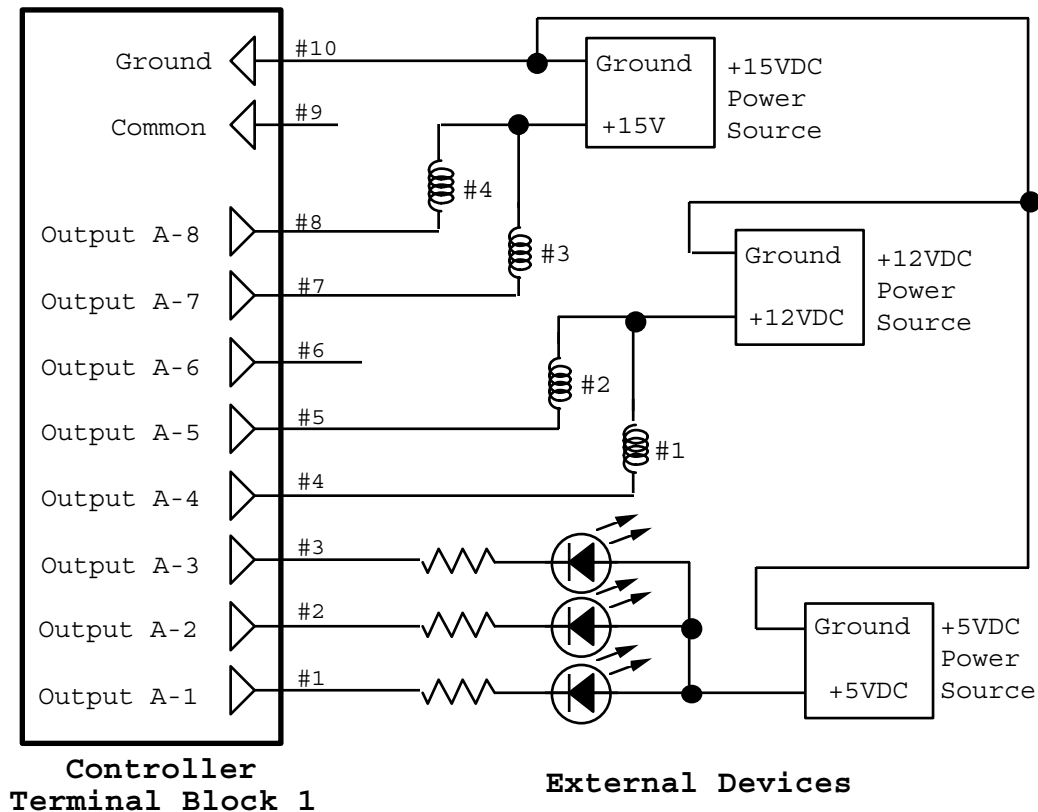 Ground
#10
Ground
+15VDC
Power
Source
Common
#9
+15V
#4
Output A-8
#8
#3
Output A-7
#7
Ground
+12VDC
Power
Source
+12VDC
Output A-6
#6
#2
Output A-5
#5
#1
Output A-4
#4
Output A-3
#3
Output A-2
#2
Ground
+5VDC
Power
Source
+5VDC
Output A-1
#1
Controller
Terminal Block 1
External Devices